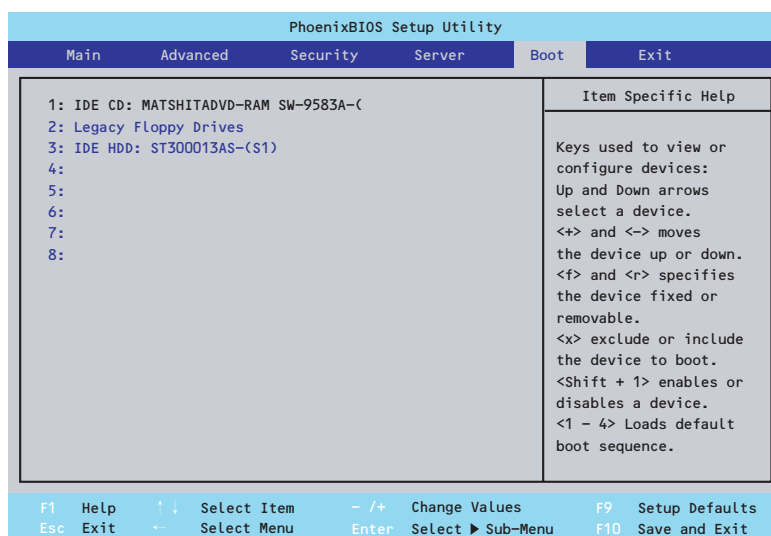 PhoenixBIOS Setup Utility
Main Advanced Security Server Boot Exit
1: IDE CD: MATSHITADVD-RAM SW-9583A-(
2: Legacy Floppy Drives
3: IDE HDD: ST300013AS-(S1)
4:
5:
6:
7:
8:
Item Specific Help
Keys used to view or
configure devices:
Up and Down arrows
select a device.
<+> and <-> moves
the device up or down.
<f> and <r> specifies
the device fixed or
removable.
<x> exclude or include
the device to boot.
<Shift + 1> enables or
disables a device.
<1 - 4> Loads default
boot sequence.
F1 Help ↑↓ Select Item - /+ Change Values F9 Setup Defaults
Esc Exit ← Select Menu Enter Select ▶ Sub-Menu F10 Save and Exit